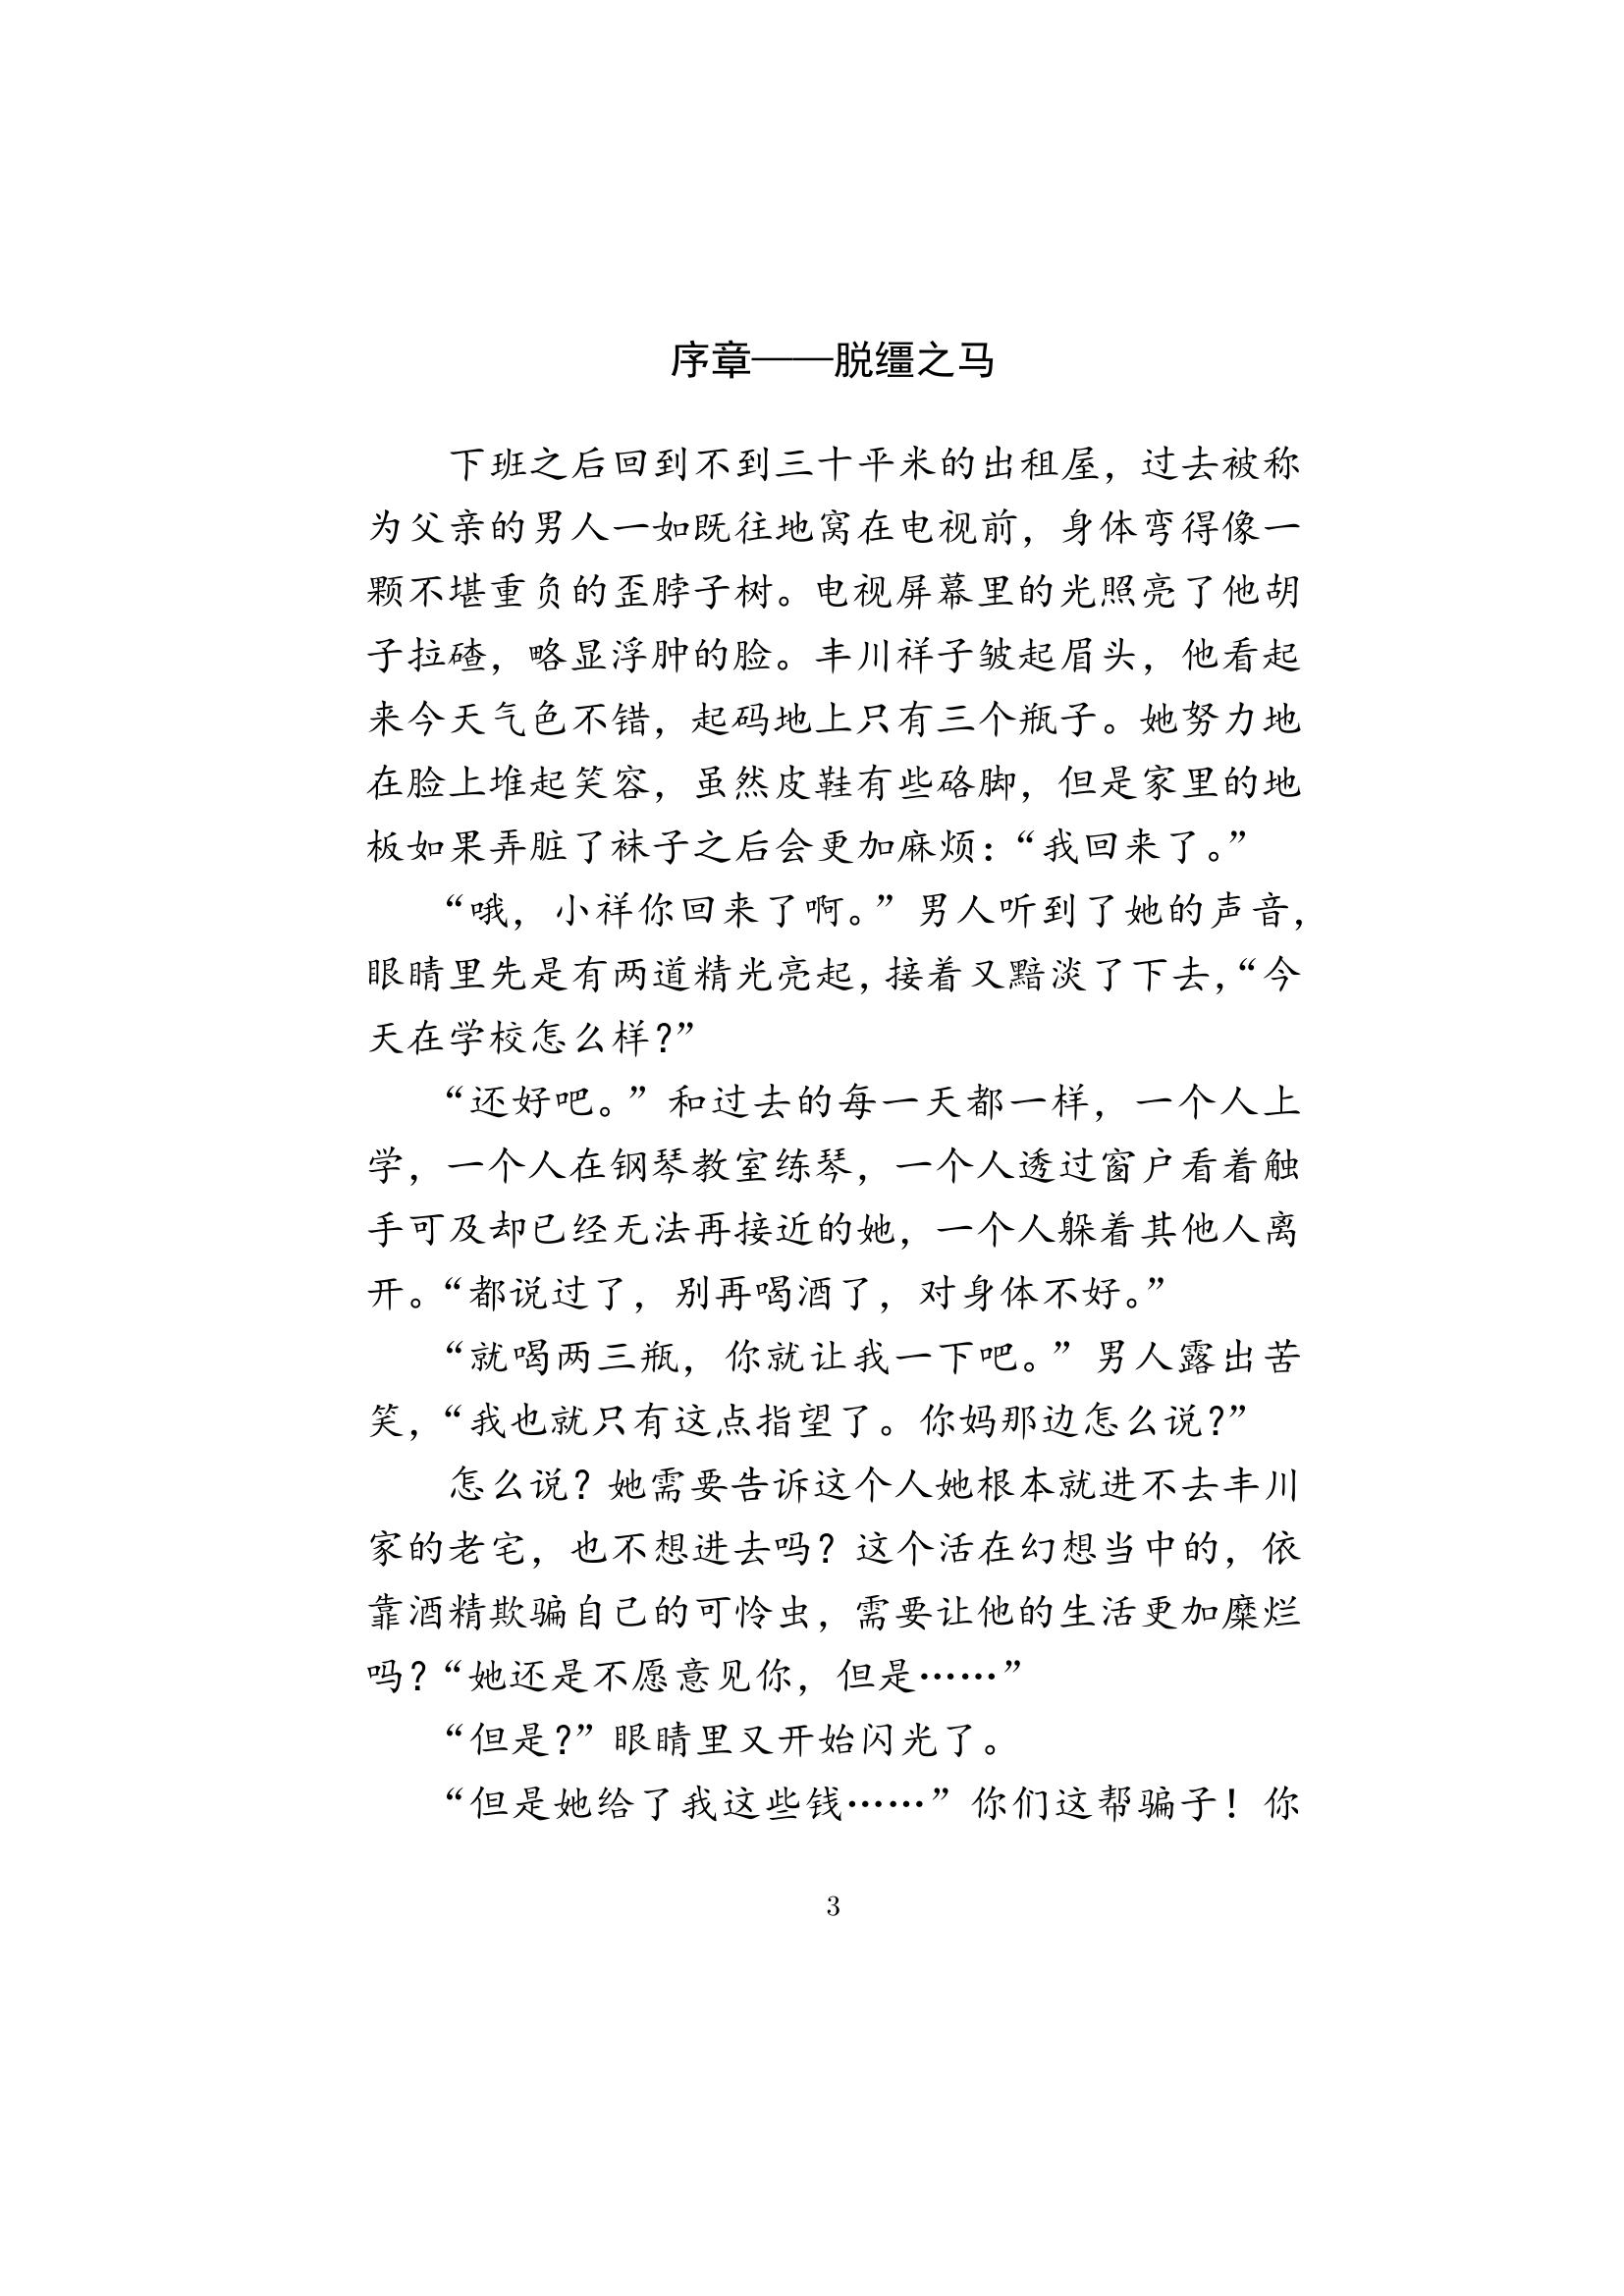 序章——脱缰之马
下班之后回到不到三十平米的出租屋，过去被称
为父亲的男人一如既往地窝在电视前，身体弯得像一
颗不堪重负的歪脖子树。电视屏幕里的光照亮了他胡
子拉碴，略显浮肿的脸。丰川祥子皱起眉头，他看起
来今天气色不错，起码地上只有三个瓶子。她努力地
在脸上堆起笑容，虽然皮鞋有些硌脚，但是家里的地
板如果弄脏了袜子之后会更加麻烦：“我回来了。”
“哦，小祥你回来了啊。”男人听到了她的声音，
眼睛里先是有两道精光亮起，接着又黯淡了下去，“今
天在学校怎么样？”
“还好吧。”和过去的每一天都一样，一个人上
学，一个人在钢琴教室练琴，一个人透过窗户看着触
手可及却已经无法再接近的她，一个人躲着其他人离
开。“都说过了，别再喝酒了，对身体不好。”
“就喝两三瓶，你就让我一下吧。”男人露出苦
笑，“我也就只有这点指望了。你妈那边怎么说？”
怎么说？她需要告诉这个人她根本就进不去丰川
家的老宅，也不想进去吗？这个活在幻想当中的，依
靠酒精欺骗自己的可怜虫，需要让他的生活更加糜烂
吗？“她还是不愿意见你，但是……”
“但是？”眼睛里又开始闪光了。
“但是她给了我这些钱……”你们这帮骗子！你
3